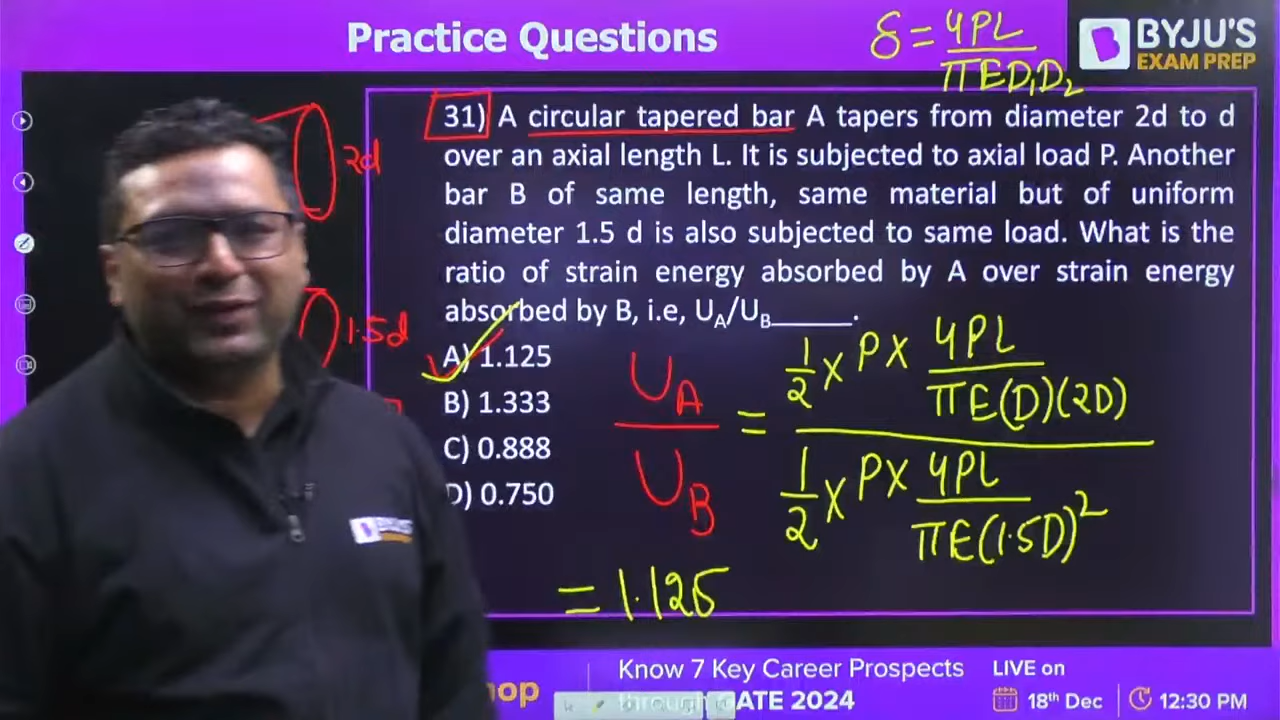 Practice Questions
δ = 4PL / πED₁D₂
BYJU'S
EXAM PREP
31) A circular tapered bar A tapers from diameter 2d to d
over an axial length L. It is subjected to axial load P. Another
bar B of same length, same material but of uniform
diameter 1.5 d is also subjected to same load. What is the
ratio of strain energy absorbed by A over strain energy
absorbed by B, i.e, U_A/U_B_____.
2d
1.5d
A) 1.125
B) 1.333
C) 0.888
D) 0.750
U_A / U_B = 1/2 × P × 4PL / πE(D)(2D)
1/2 × P × 4PL / πE(1.5D)²
= 1.125
BYJU'S
Know 7 Key Career Prospects
GATE 2024
LIVE on
18th Dec
12:30 PM